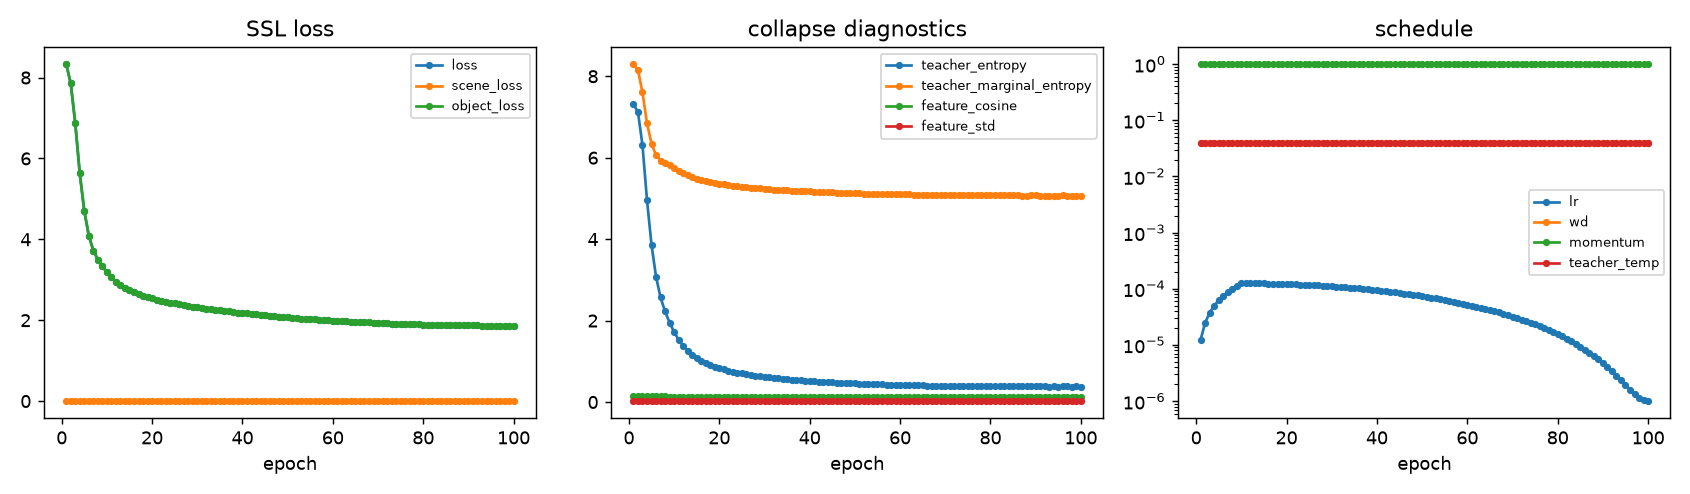 SSL loss
loss
scene_loss
object_loss
8
6
4
2
0
0 20 40 60 80 100
epoch
collapse diagnostics
teacher_entropy
teacher_marginal_entropy
feature_cosine
feature_std
8
6
4
2
0
0 20 40 60 80 100
epoch
schedule
10⁰
10⁻¹
10⁻²
10⁻³
10⁻⁴
10⁻⁵
10⁻⁶
lr
wd
momentum
teacher_temp
0 20 40 60 80 100
epoch